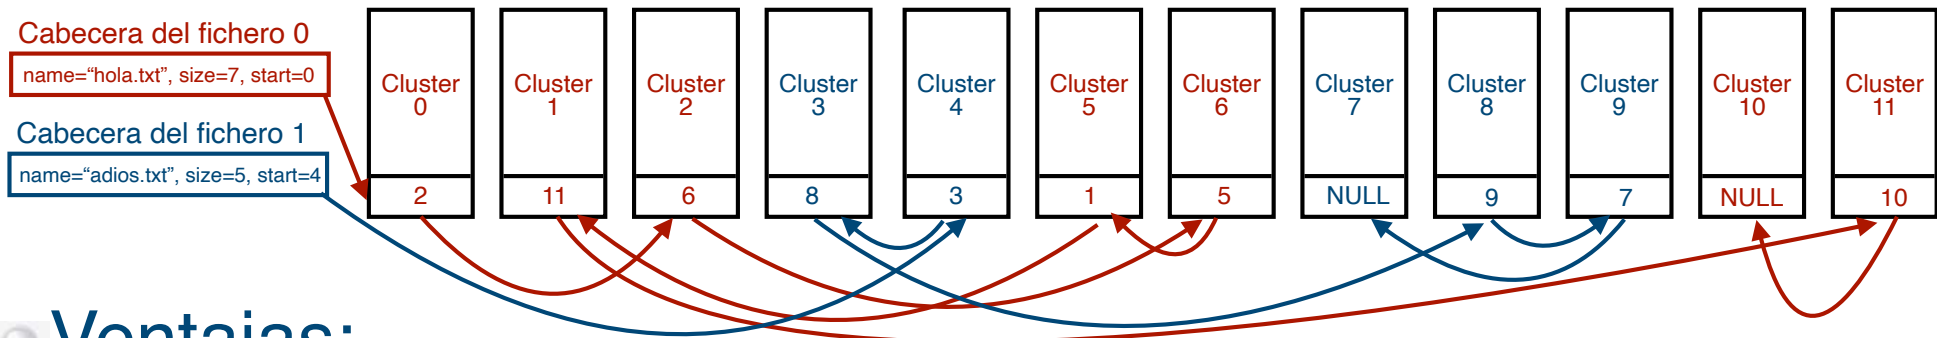 Cabecera del fichero 0
name=“hola.txt”, size=7, start=0
Cabecera del fichero 1
name=“adios.txt”, size=5, start=4
Cluster
0
2
Cluster
1
11
Cluster
2
6
Cluster
3
8
Cluster
4
3
Cluster
5
1
Cluster
6
5
Cluster
7
NULL
Cluster
8
9
Cluster
9
7
Cluster
10
NULL
Cluster
11
10
Ventajas: